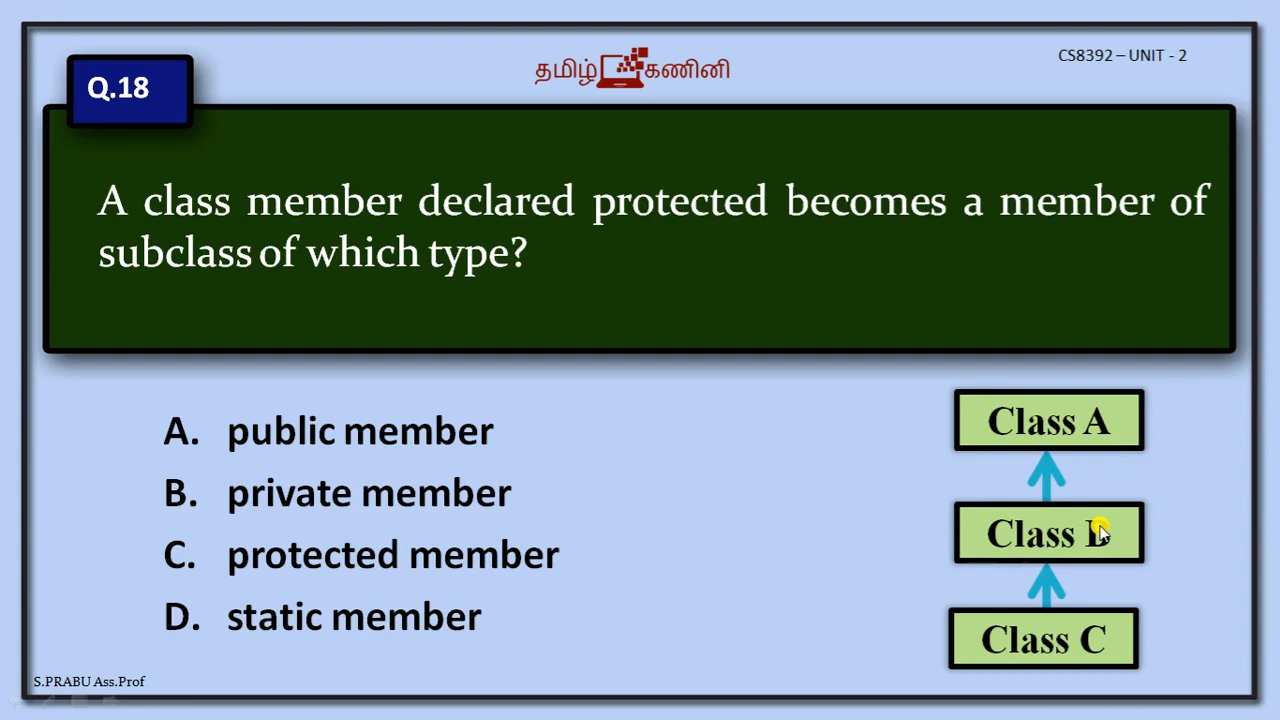 தமிழ் கணினி
CS8392 – UNIT - 2
Q.18
A class member declared protected becomes a member of
subclass of which type?
A. public member
B. private member
C. protected member
D. static member
Class A
Class B
Class C
S.PRABU Ass.Prof